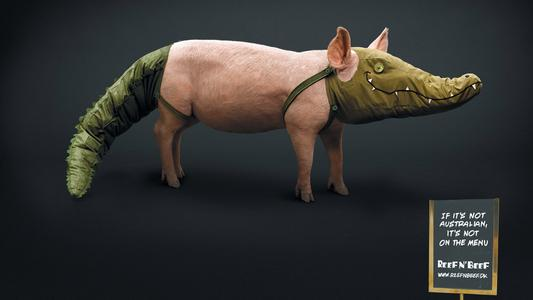 IF IT'S NOT
AUSTRALIAN,
IT'S NOT
ON THE MENU
REEF N' BEEF
WWW.REEFNBEEF.DK